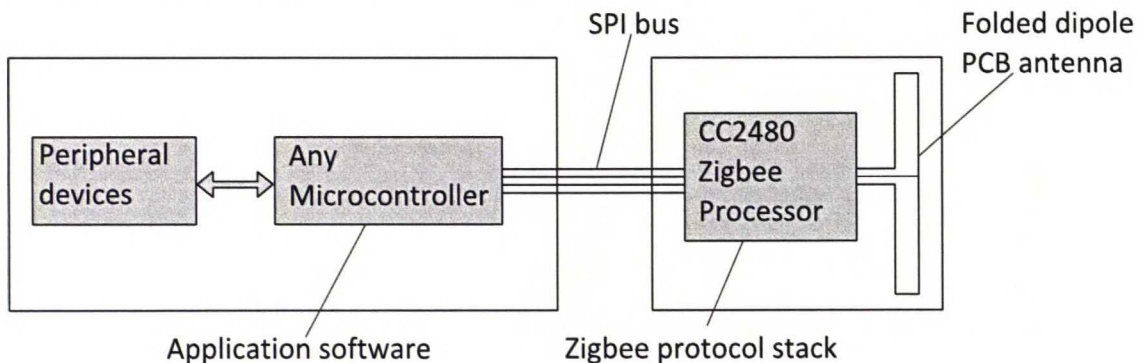 SPI bus
Folded dipole
PCB antenna
Peripheral
devices
Any
Microcontroller
CC2480
Zigbee
Processor
Application software
Zigbee protocol stack